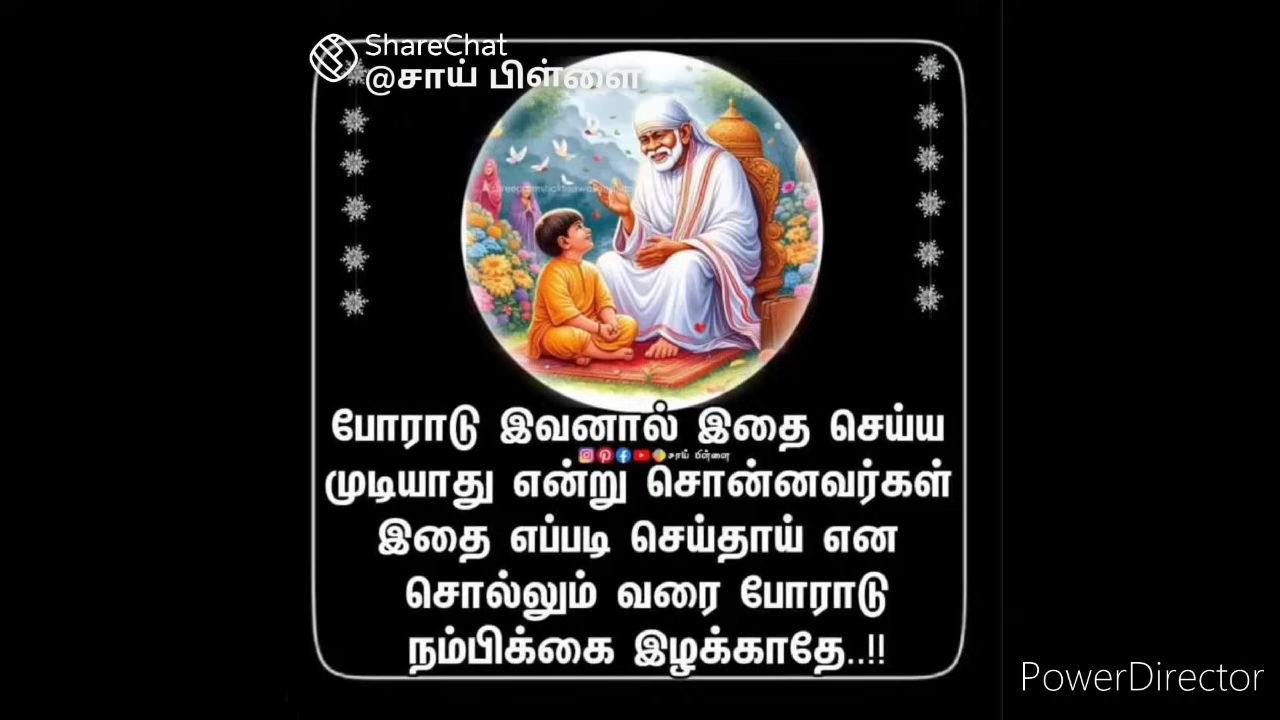 ShareChat
@சாய் பிள்ளை
போராடு இவனால் இதை செய்ய
சாய் பிள்ளை
முடியாது என்று சொன்னவர்கள்
இதை எப்படி செய்தாய் என
சொல்லும் வரை போராடு
நம்பிக்கை இழக்காதே..!!
PowerDirector